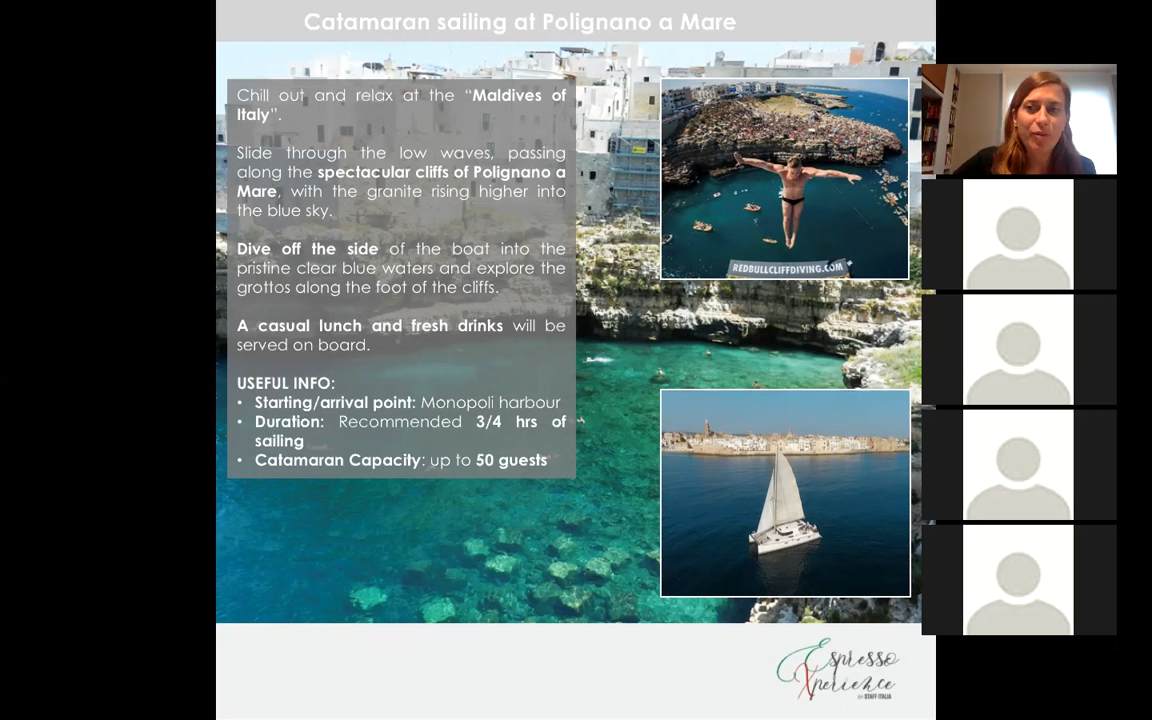 Catamaran sailing at Polignano a Mare
Chill out and relax at the “Maldives of
Italy”.
Slide through the low waves, passing
along the spectacular cliffs of Polignano a
Mare, with the granite rising higher into
the blue sky.
Dive off the side of the boat into the
pristine clear blue waters and explore the
grottos along the foot of the cliffs.
A casual lunch and fresh drinks will be
served on board.
USEFUL INFO:
• Starting/arrival point: Monopoli harbour
• Duration: Recommended 3/4 hrs of
sailing
• Catamaran Capacity: up to 50 guests
REDBULLCLIFFDIVING.COM
Espresso
Xperience
BY STAFF ITALIA